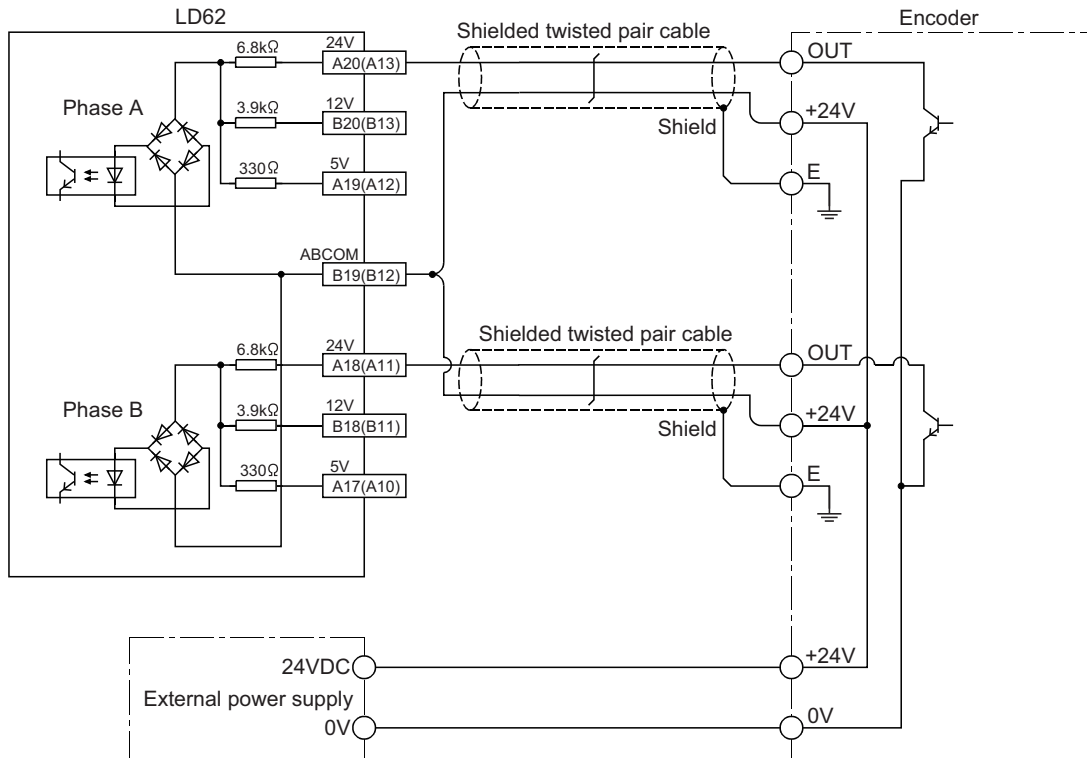 LD62
Encoder
Shielded twisted pair cable
6.8kΩ
24V
A20(A13)
OUT
Phase A
3.9kΩ
12V
B20(B13)
+24V
Shield
330Ω
5V
A19(A12)
E
ABCOM
B19(B12)
Shielded twisted pair cable
6.8kΩ
24V
A18(A11)
OUT
Phase B
3.9kΩ
12V
B18(B11)
+24V
Shield
330Ω
5V
A17(A10)
E
24VDC
+24V
External power supply
0V
0V